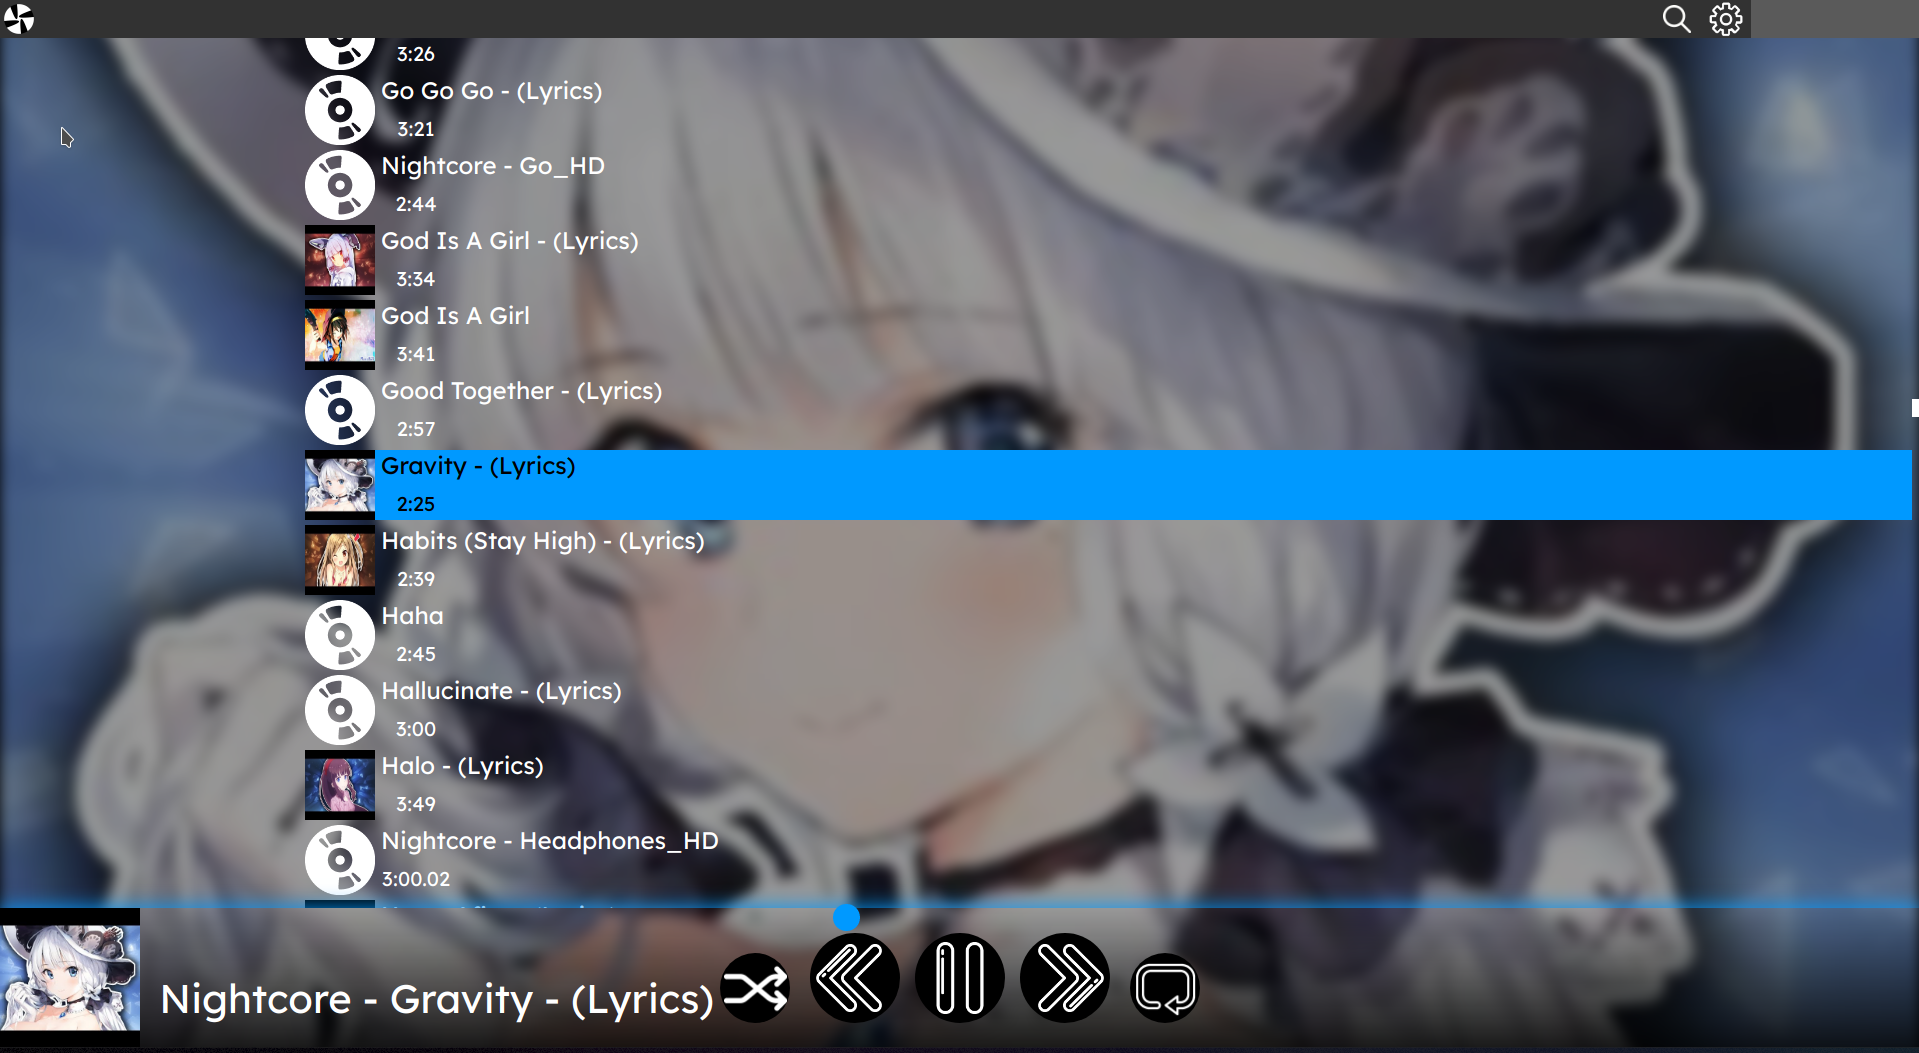 3:26
Go Go Go - (Lyrics)
3:21
Nightcore - Go_HD
2:44
God Is A Girl - (Lyrics)
3:34
God Is A Girl
3:41
Good Together - (Lyrics)
2:57
Gravity - (Lyrics)
2:25
Habits (Stay High) - (Lyrics)
2:39
Haha
2:45
Hallucinate - (Lyrics)
3:00
Halo - (Lyrics)
3:49
Nightcore - Headphones_HD
3:00.02
Nightcore - Gravity - (Lyrics)